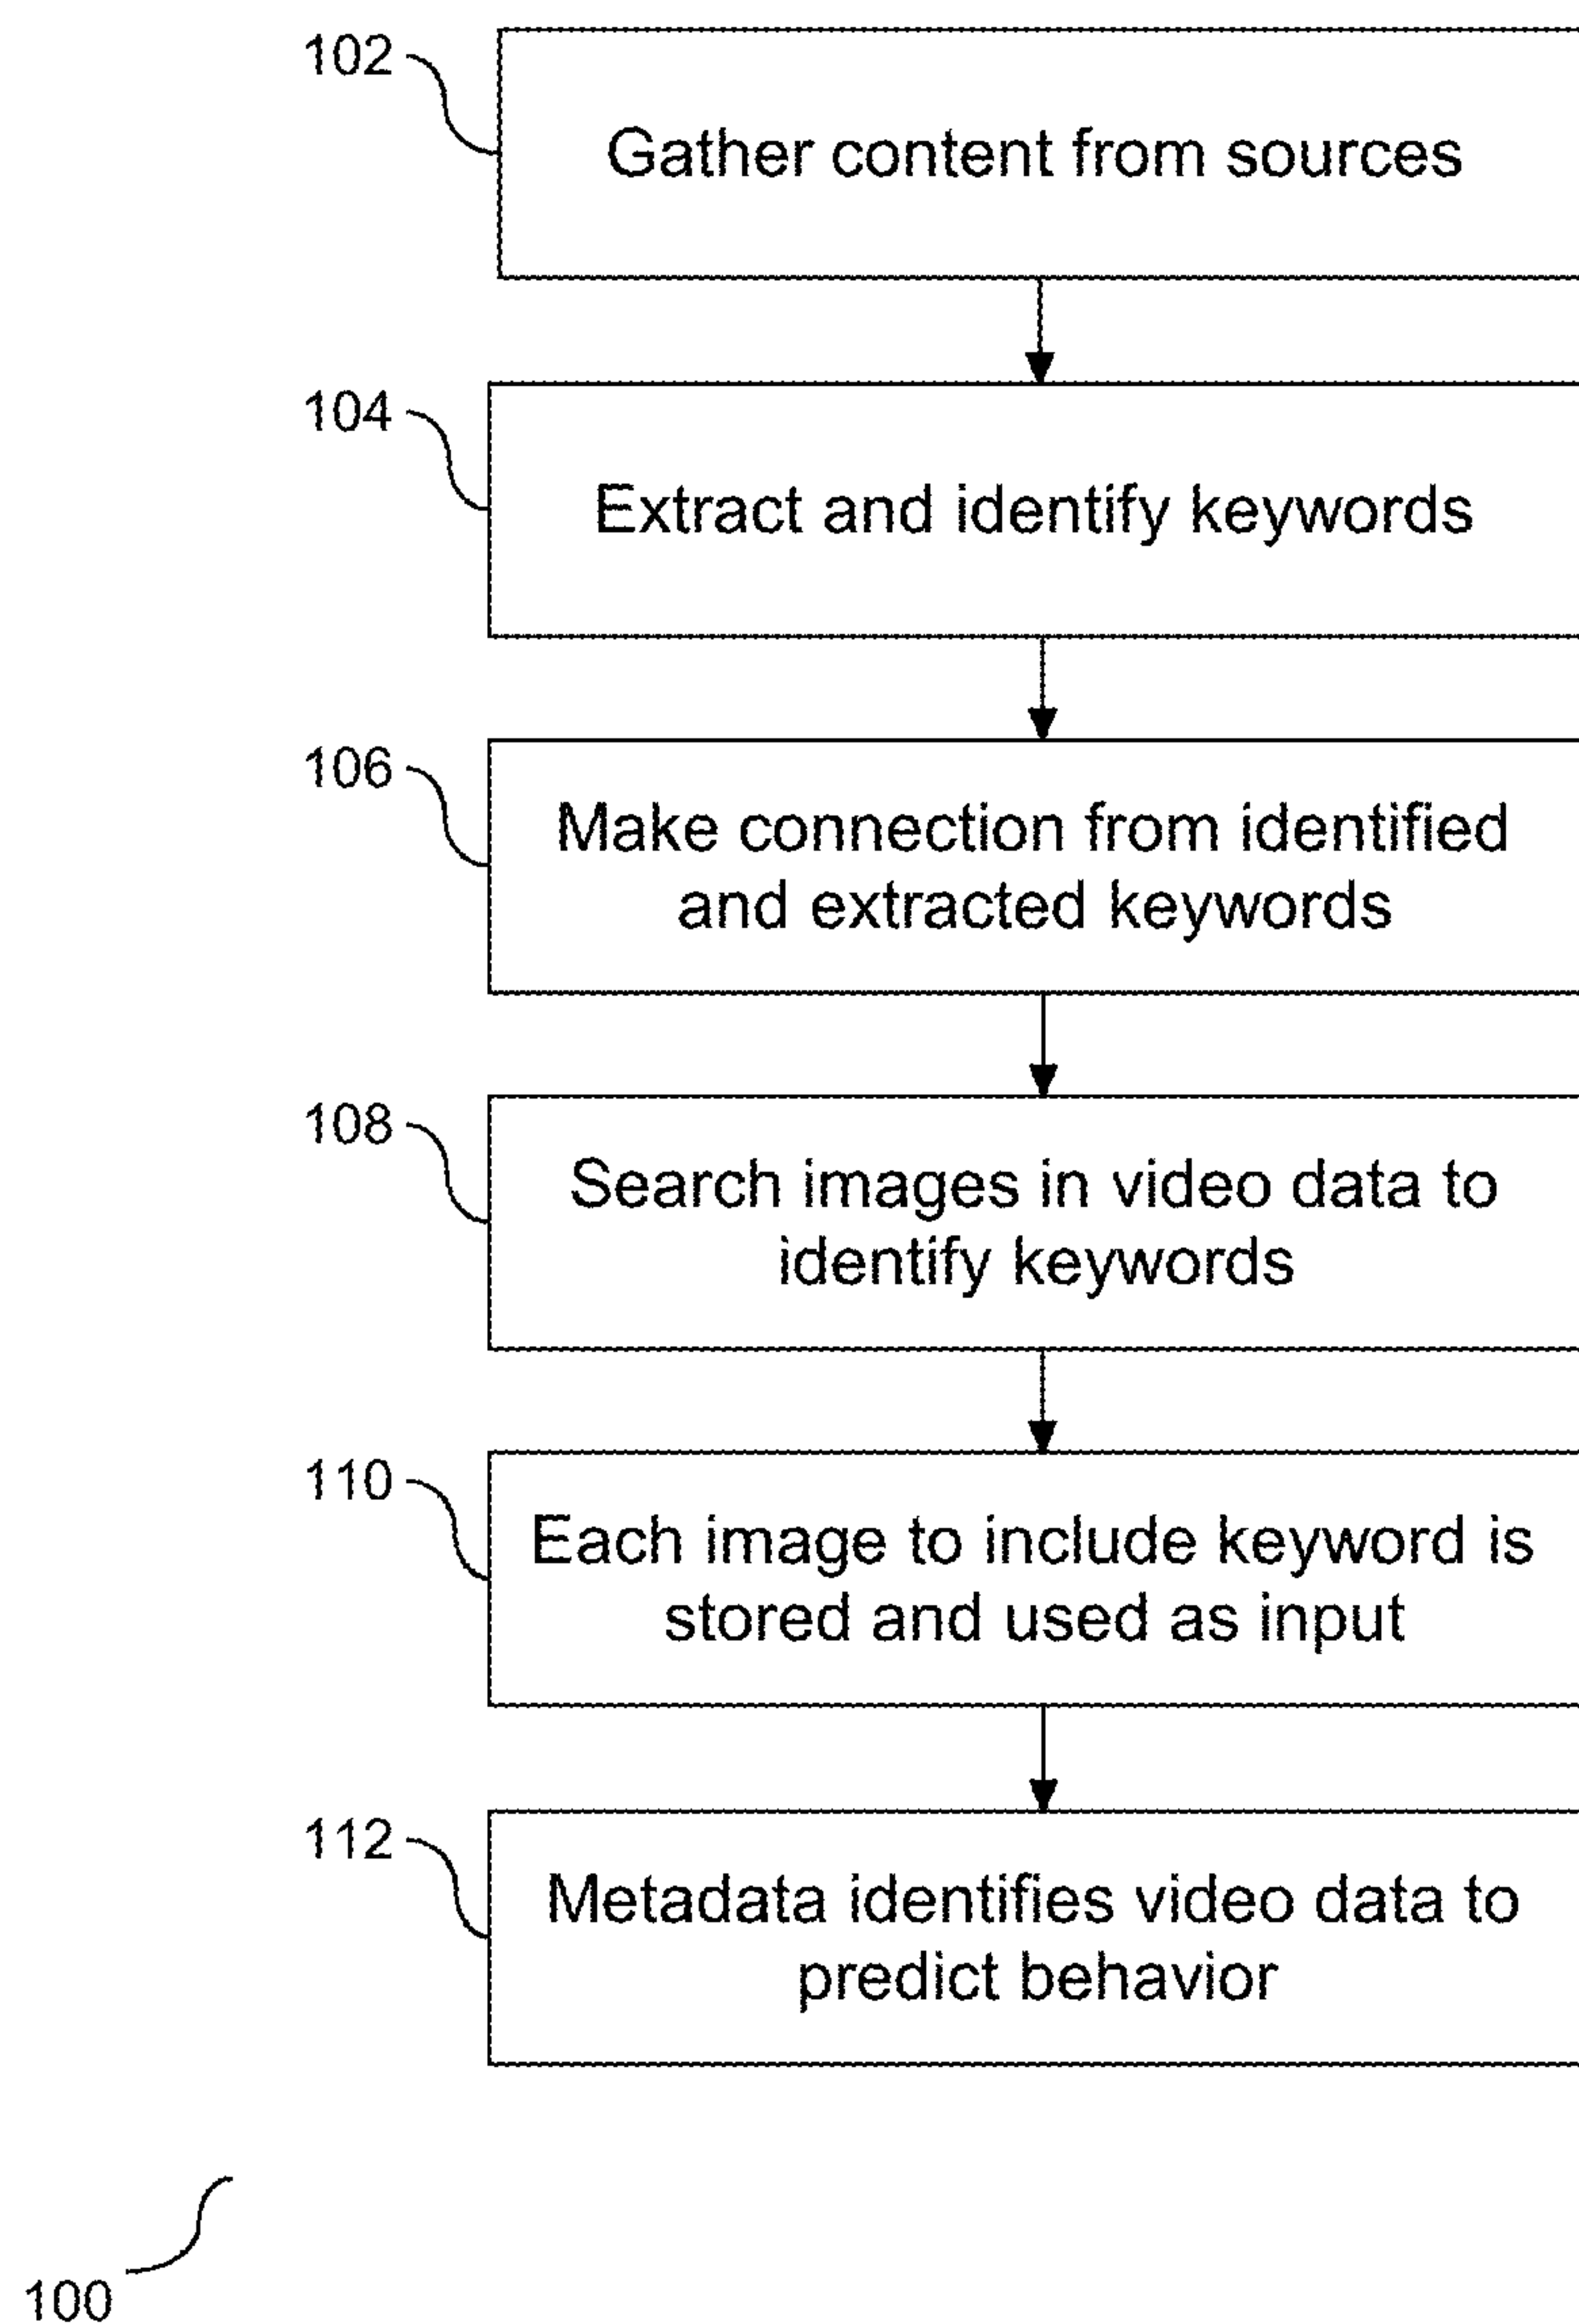 102
Gather content from sources
104
Extract and identify keywords
106
Make connection from identified
and extracted keywords
108
Search images in video data to
identify keywords
110
Each image to include keyword is
stored and used as input
112
Metadata identifies video data to
predict behavior
100